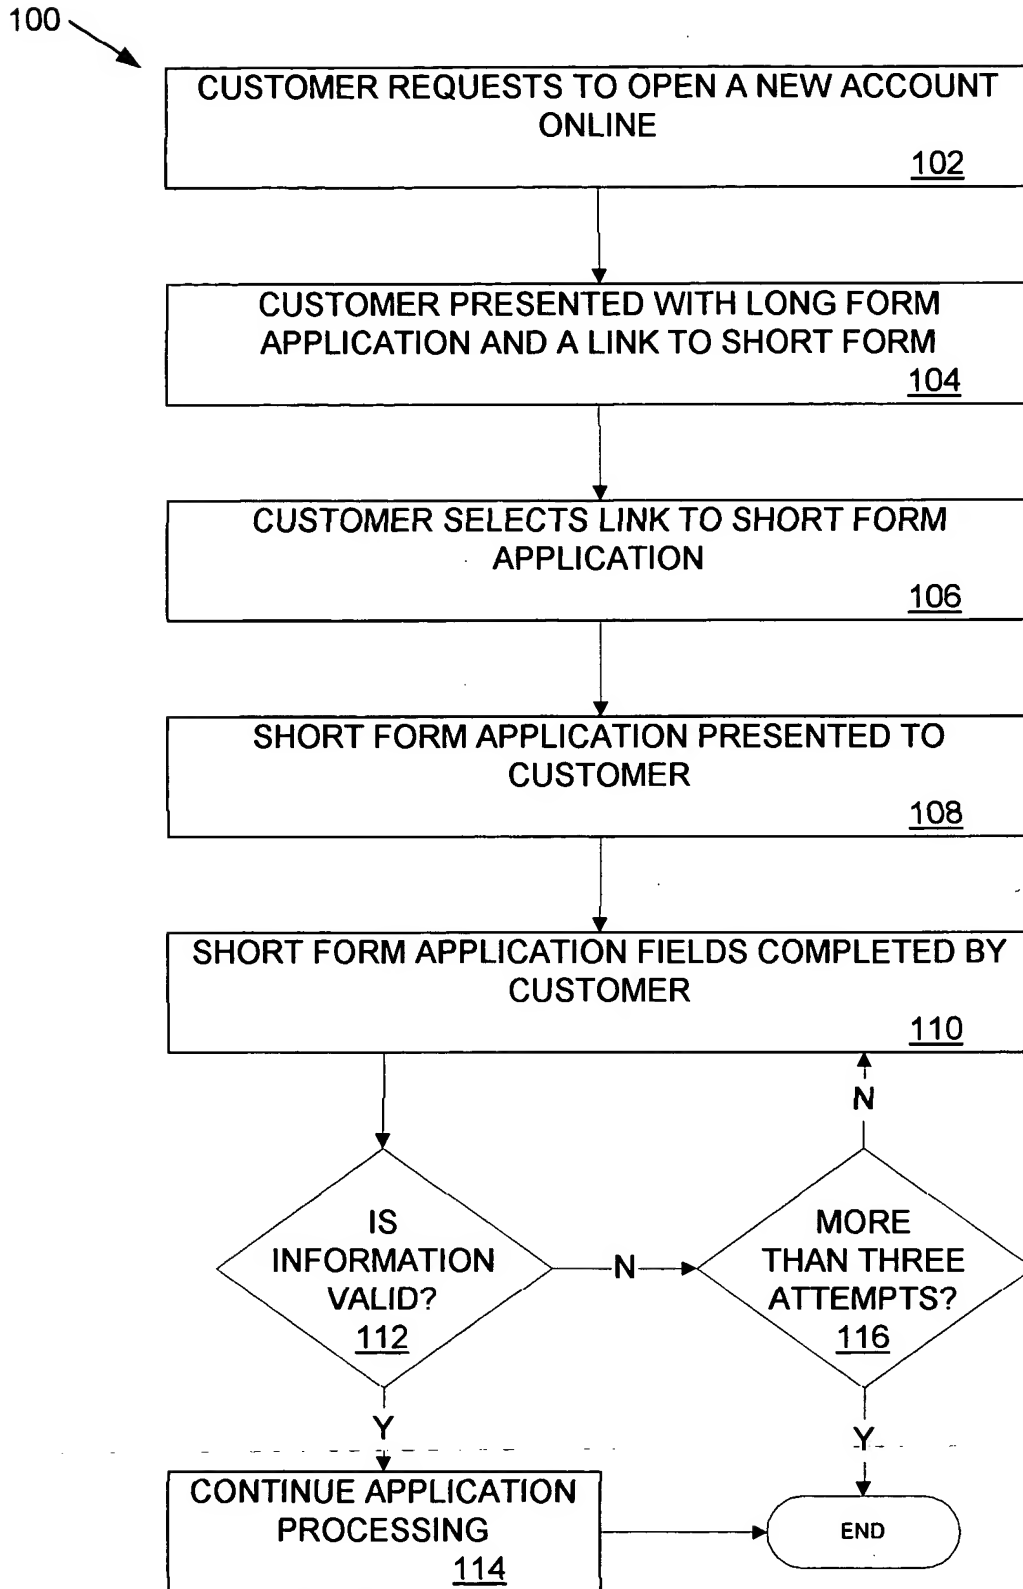 100
CUSTOMER REQUESTS TO OPEN A NEW ACCOUNT
ONLINE
102
CUSTOMER PRESENTED WITH LONG FORM
APPLICATION AND A LINK TO SHORT FORM
104
CUSTOMER SELECTS LINK TO SHORT FORM
APPLICATION
106
SHORT FORM APPLICATION PRESENTED TO
CUSTOMER
108
SHORT FORM APPLICATION FIELDS COMPLETED BY
CUSTOMER
110
N
IS
INFORMATION
VALID?
112
N
MORE
THAN THREE
ATTEMPTS?
116
Y
Y
CONTINUE APPLICATION
PROCESSING
114
END